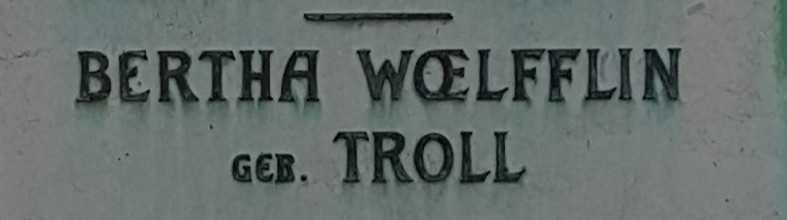 BERTHA WŒLFFLIN
GEB. TROLL